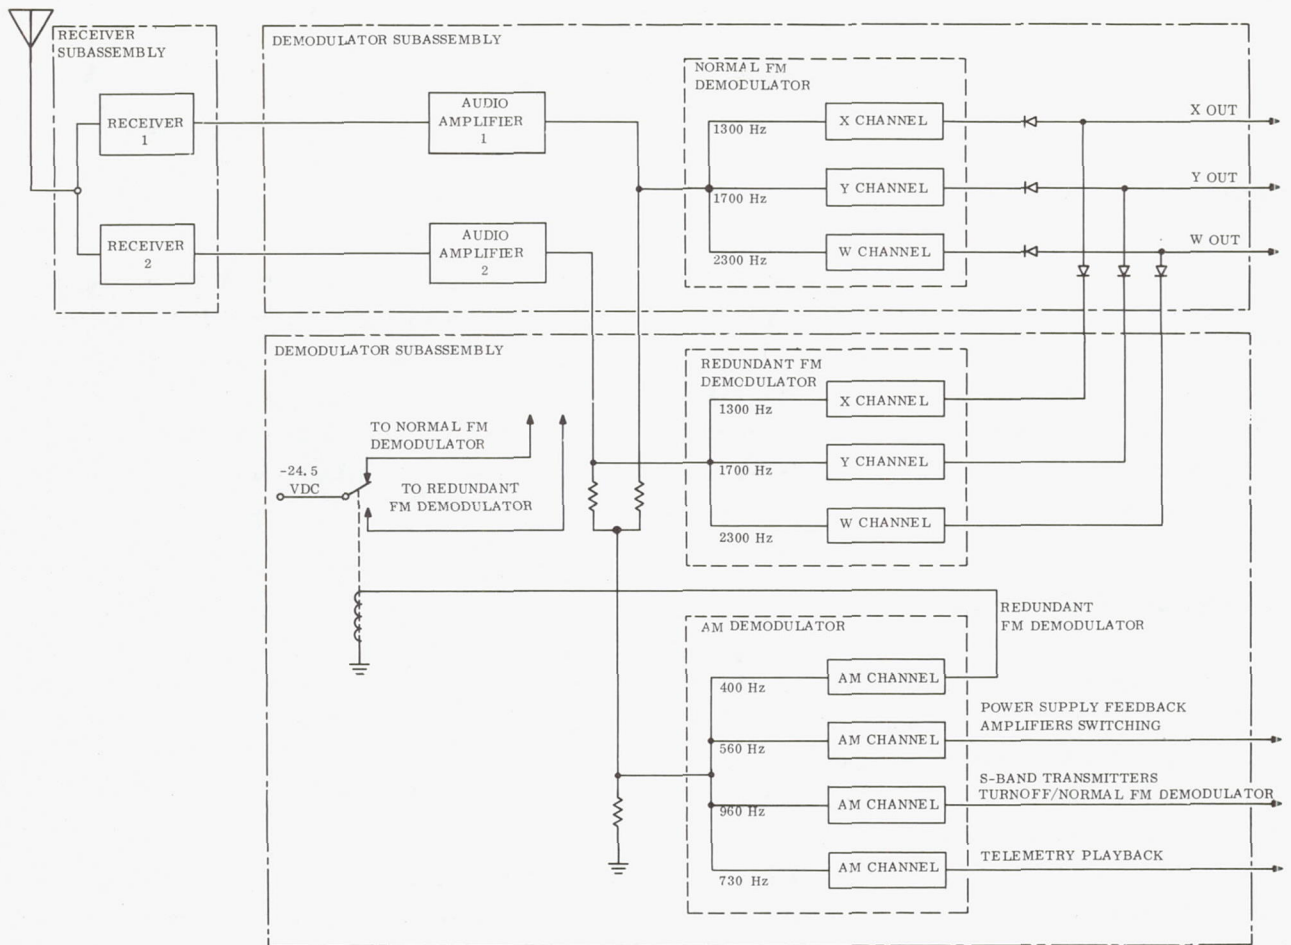 RECEIVER
SUBASSEMBLY
DEMODULATOR SUBASSEMBLY
RECEIVER
1
AUDIO
AMPLIFIER
1
NORMAL FM
DEMODULATOR
1300 Hz
X CHANNEL
X OUT
1700 Hz
Y CHANNEL
Y OUT
RECEIVER
2
AUDIO
AMPLIFIER
2
2300 Hz
W CHANNEL
W OUT
DEMODULATOR SUBASSEMBLY
REDUNDANT FM
DEMODULATOR
1300 Hz
X CHANNEL
TO NORMAL FM
DEMODULATOR
1700 Hz
Y CHANNEL
-24.5
VDC
TO REDUNDANT
FM DEMODULATOR
2300 Hz
W CHANNEL
REDUNDANT
FM DEMODULATOR
AM DEMODULATOR
400 Hz
AM CHANNEL
POWER SUPPLY FEEDBACK
AMPLIFIERS SWITCHING
560 Hz
AM CHANNEL
S-BAND TRANSMITTERS
TURNOFF/NORMAL FM DEMODULATOR
960 Hz
AM CHANNEL
TELEMETRY PLAYBACK
730 Hz
AM CHANNEL